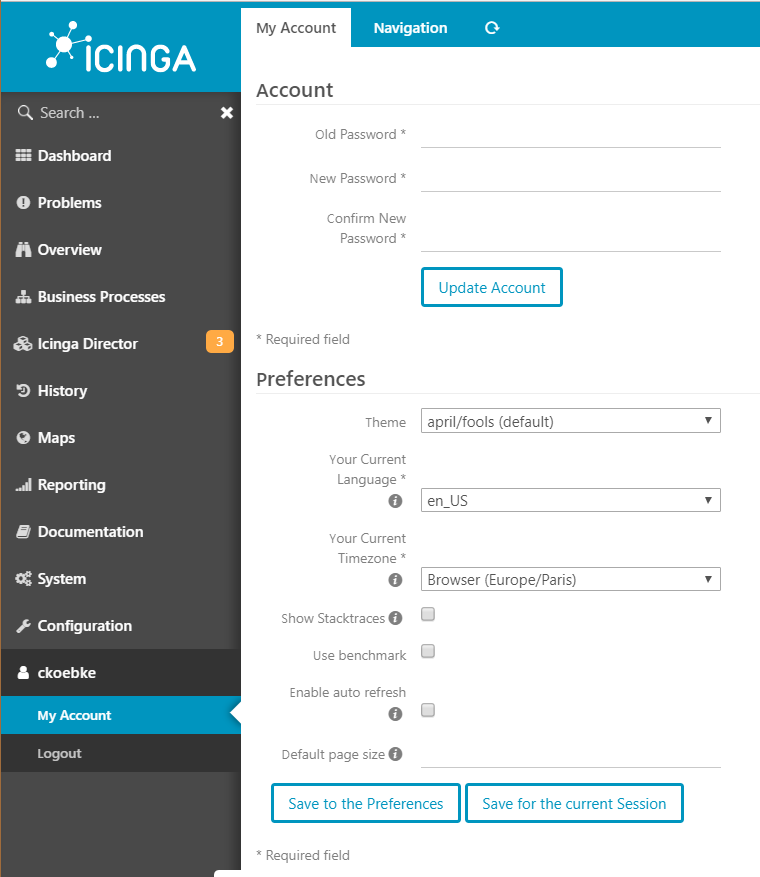 ICINGA
My Account
Navigation
Search ...
Dashboard
Problems
Overview
Business Processes
Icinga Director
3
History
Maps
Reporting
Documentation
System
Configuration
ckoebke
My Account
Logout
Account
Old Password *
New Password *
Confirm New
Password *
Update Account
* Required field
Preferences
Theme
april/fools (default)
Your Current
Language *
en_US
Your Current
Timezone *
Browser (Europe/Paris)
Show Stacktraces
Use benchmark
Enable auto refresh
Default page size
Save to the Preferences
Save for the current Session
* Required field